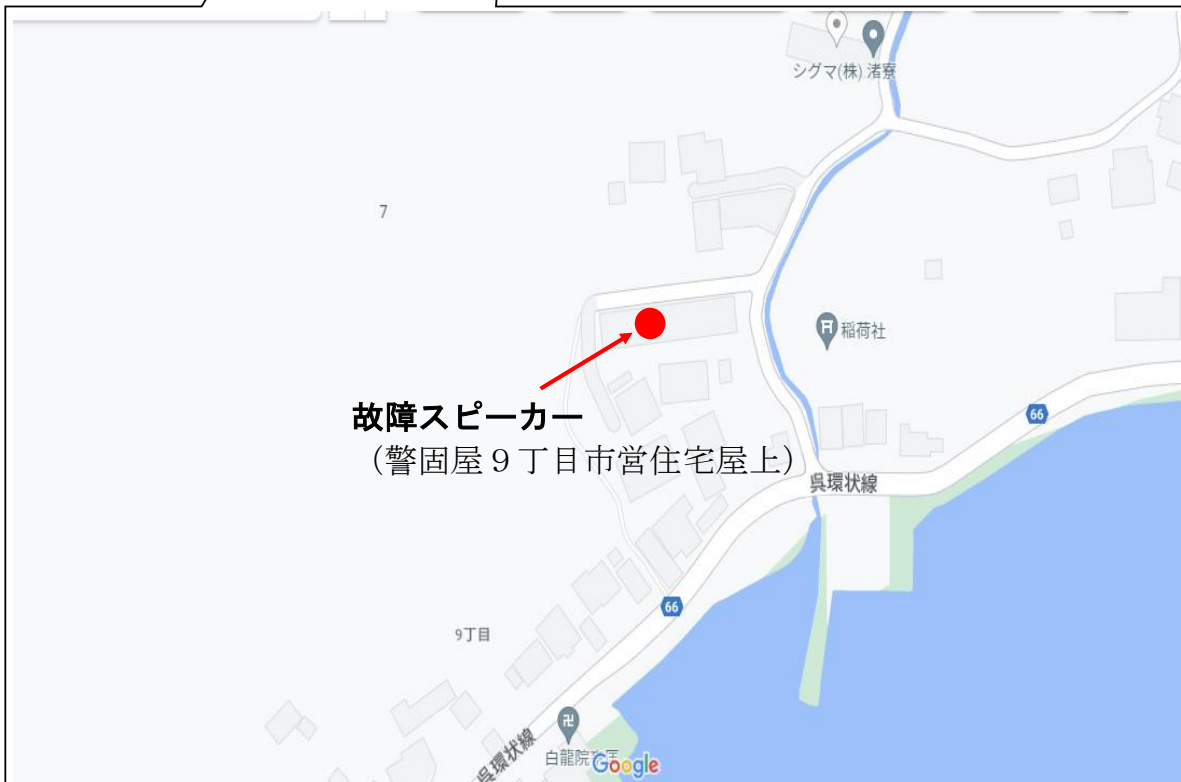 シグマ(株) 渚寮
7
稲荷社
故障スピーカー
（警固屋９丁目市営住宅屋上）
66
呉環状線
66
9丁目
呉環状線
白龍院
Google